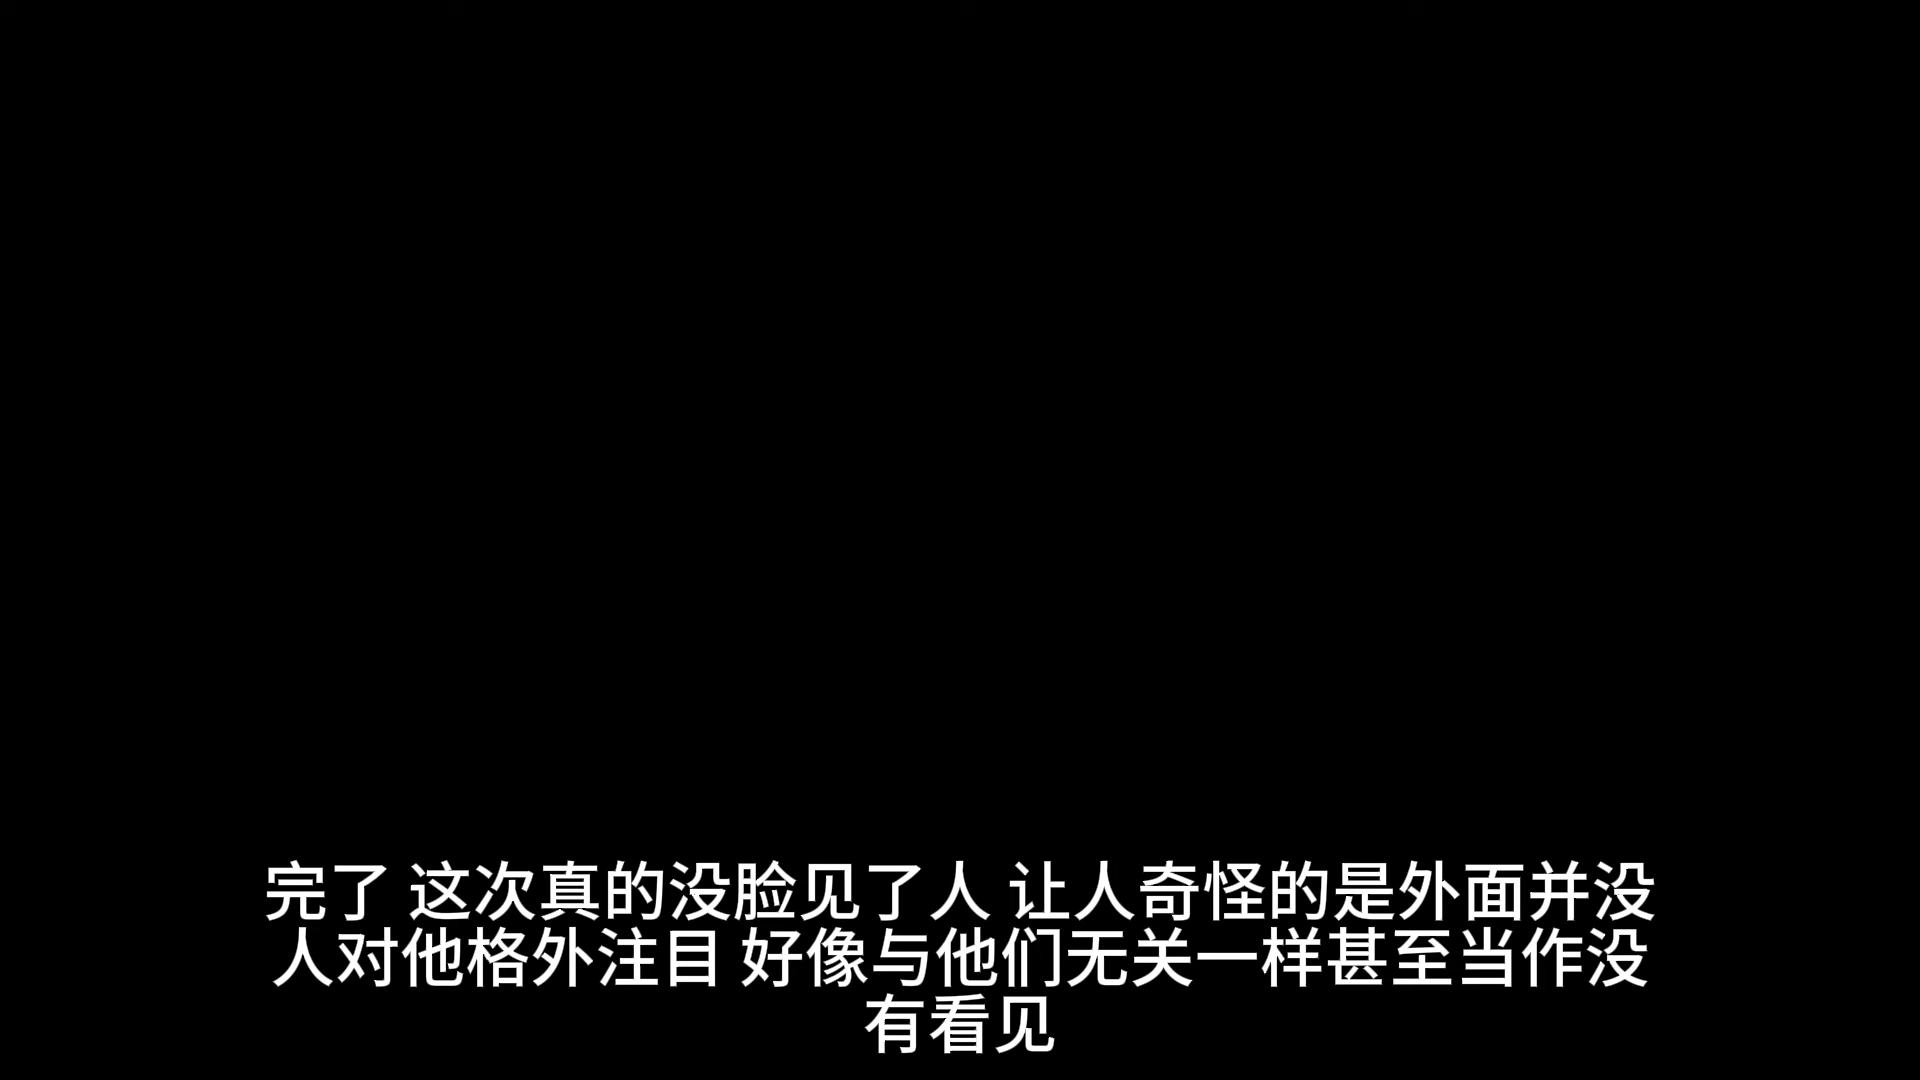 完了 这次真的没脸见了人 让人奇怪的是外面并没
人对他格外注目 好像与他们无关一样甚至当作没
有看见